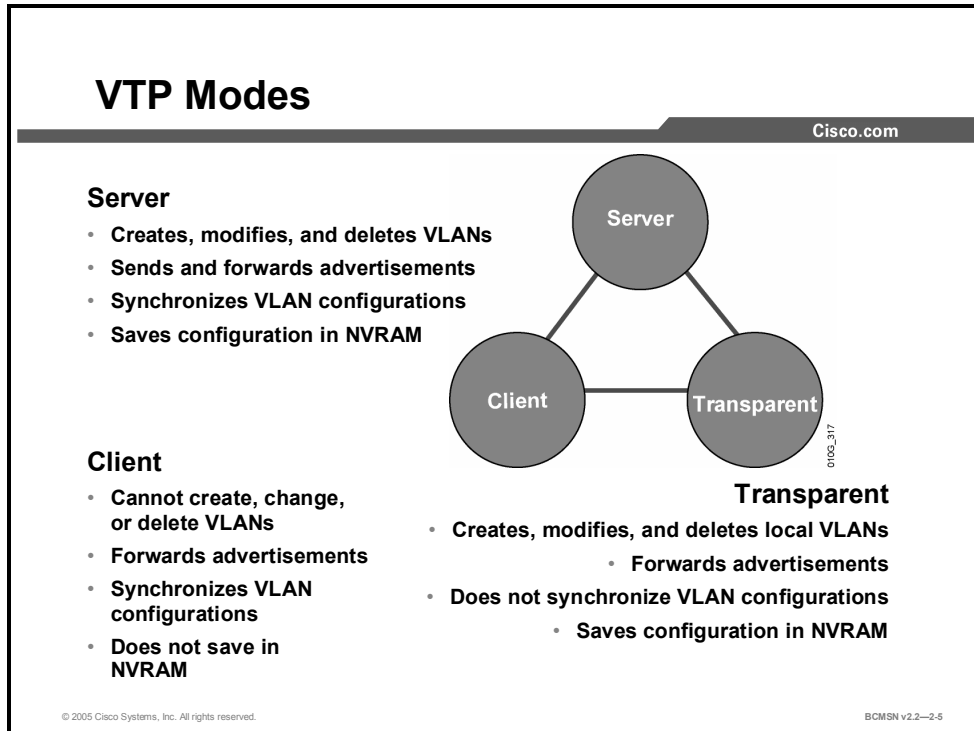 VTP Modes
Cisco.com
Server
• Creates, modifies, and deletes VLANs
• Sends and forwards advertisements
• Synchronizes VLAN configurations
• Saves configuration in NVRAM
Server
Client
Transparent
010G_317
Client
• Cannot create, change,
or delete VLANs
• Forwards advertisements
• Synchronizes VLAN
configurations
• Does not save in
NVRAM
Transparent
• Creates, modifies, and deletes local VLANs
• Forwards advertisements
• Does not synchronize VLAN configurations
• Saves configuration in NVRAM
© 2005 Cisco Systems, Inc. All rights reserved.
BCMSN v2.2—2-5